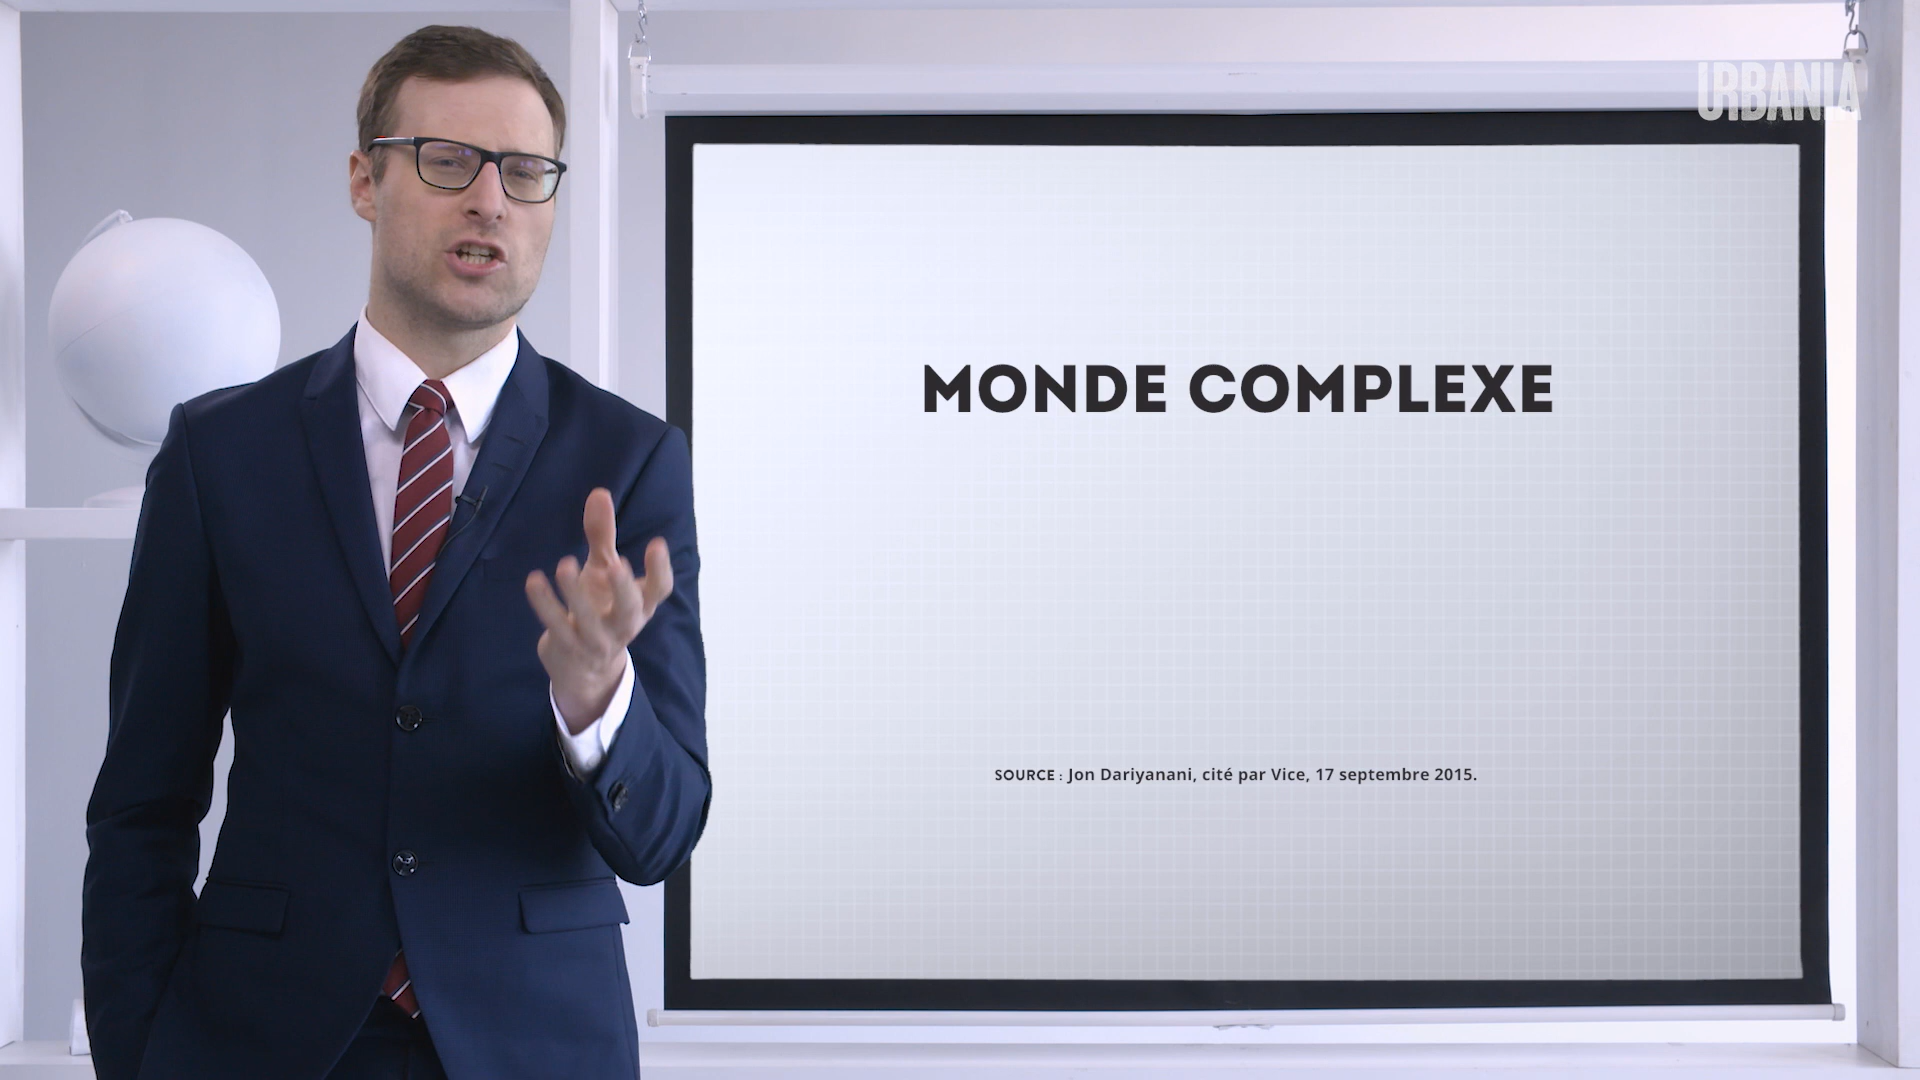 URBANIA
MONDE COMPLEXE
SOURCE : Jon Dariyanani, cité par Vice, 17 septembre 2015.